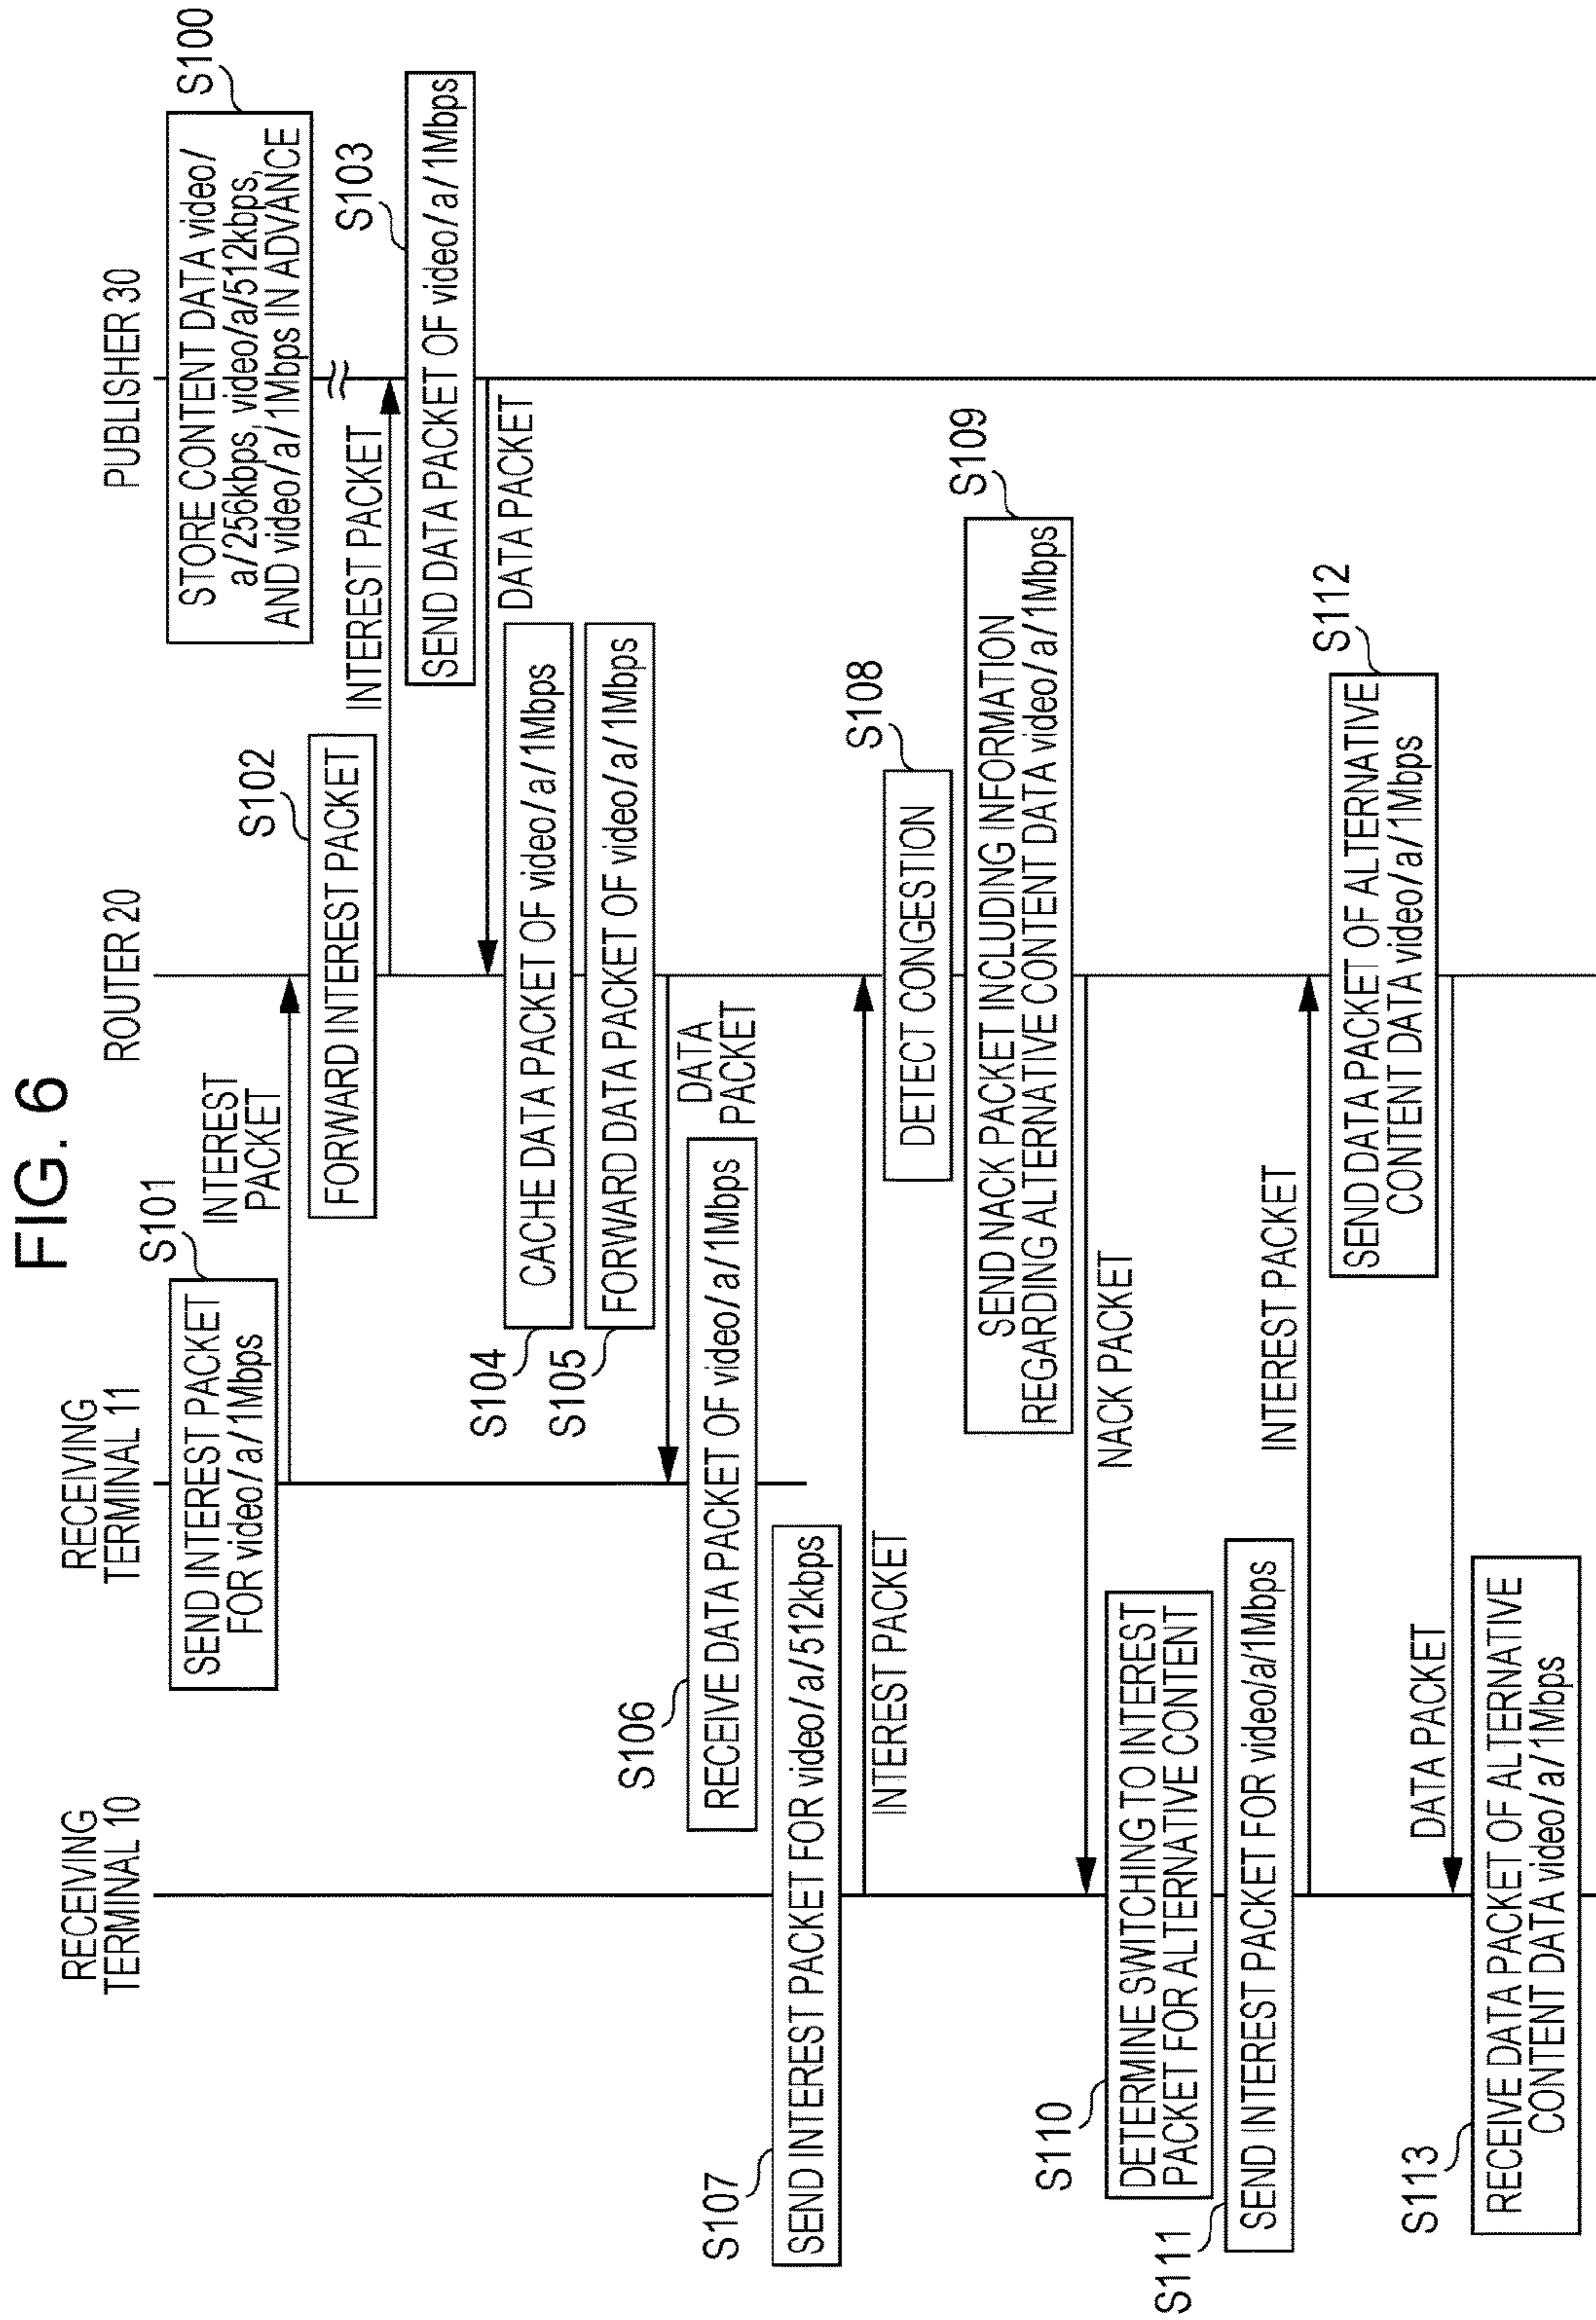 FIG. 6
RECEIVING
TERMINAL 10
RECEIVING
TERMINAL 11
ROUTER 20
PUBLISHER 30
S100
STORE CONTENT DATA video/
a/256kbps, video/a/512kbps,
AND video/a/1Mbps IN ADVANCE
S101
SEND INTEREST PACKET
FOR video/a/1Mbps
INTEREST
PACKET
S102
FORWARD INTEREST PACKET
INTEREST PACKET
S103
SEND DATA PACKET OF video/a/1Mbps
DATA PACKET
S104
CACHE DATA PACKET OF video/a/1Mbps
S105
FORWARD DATA PACKET OF video/a/1Mbps
DATA
PACKET
S106
RECEIVE DATA PACKET OF video/a/1Mbps
S107
SEND INTEREST PACKET FOR video/a/512kbps
INTEREST PACKET
S108
DETECT CONGESTION
S109
SEND NACK PACKET INCLUDING INFORMATION
REGARDING ALTERNATIVE CONTENT DATA video/a/1Mbps
NACK PACKET
S110
DETERMINE SWITCHING TO INTEREST
PACKET FOR ALTERNATIVE CONTENT
S111
SEND INTEREST PACKET FOR video/a/1Mbps
INTEREST PACKET
S112
SEND DATA PACKET OF ALTERNATIVE
CONTENT DATA video/a/1Mbps
DATA PACKET
S113
RECEIVE DATA PACKET OF ALTERNATIVE
CONTENT DATA video/a/1Mbps